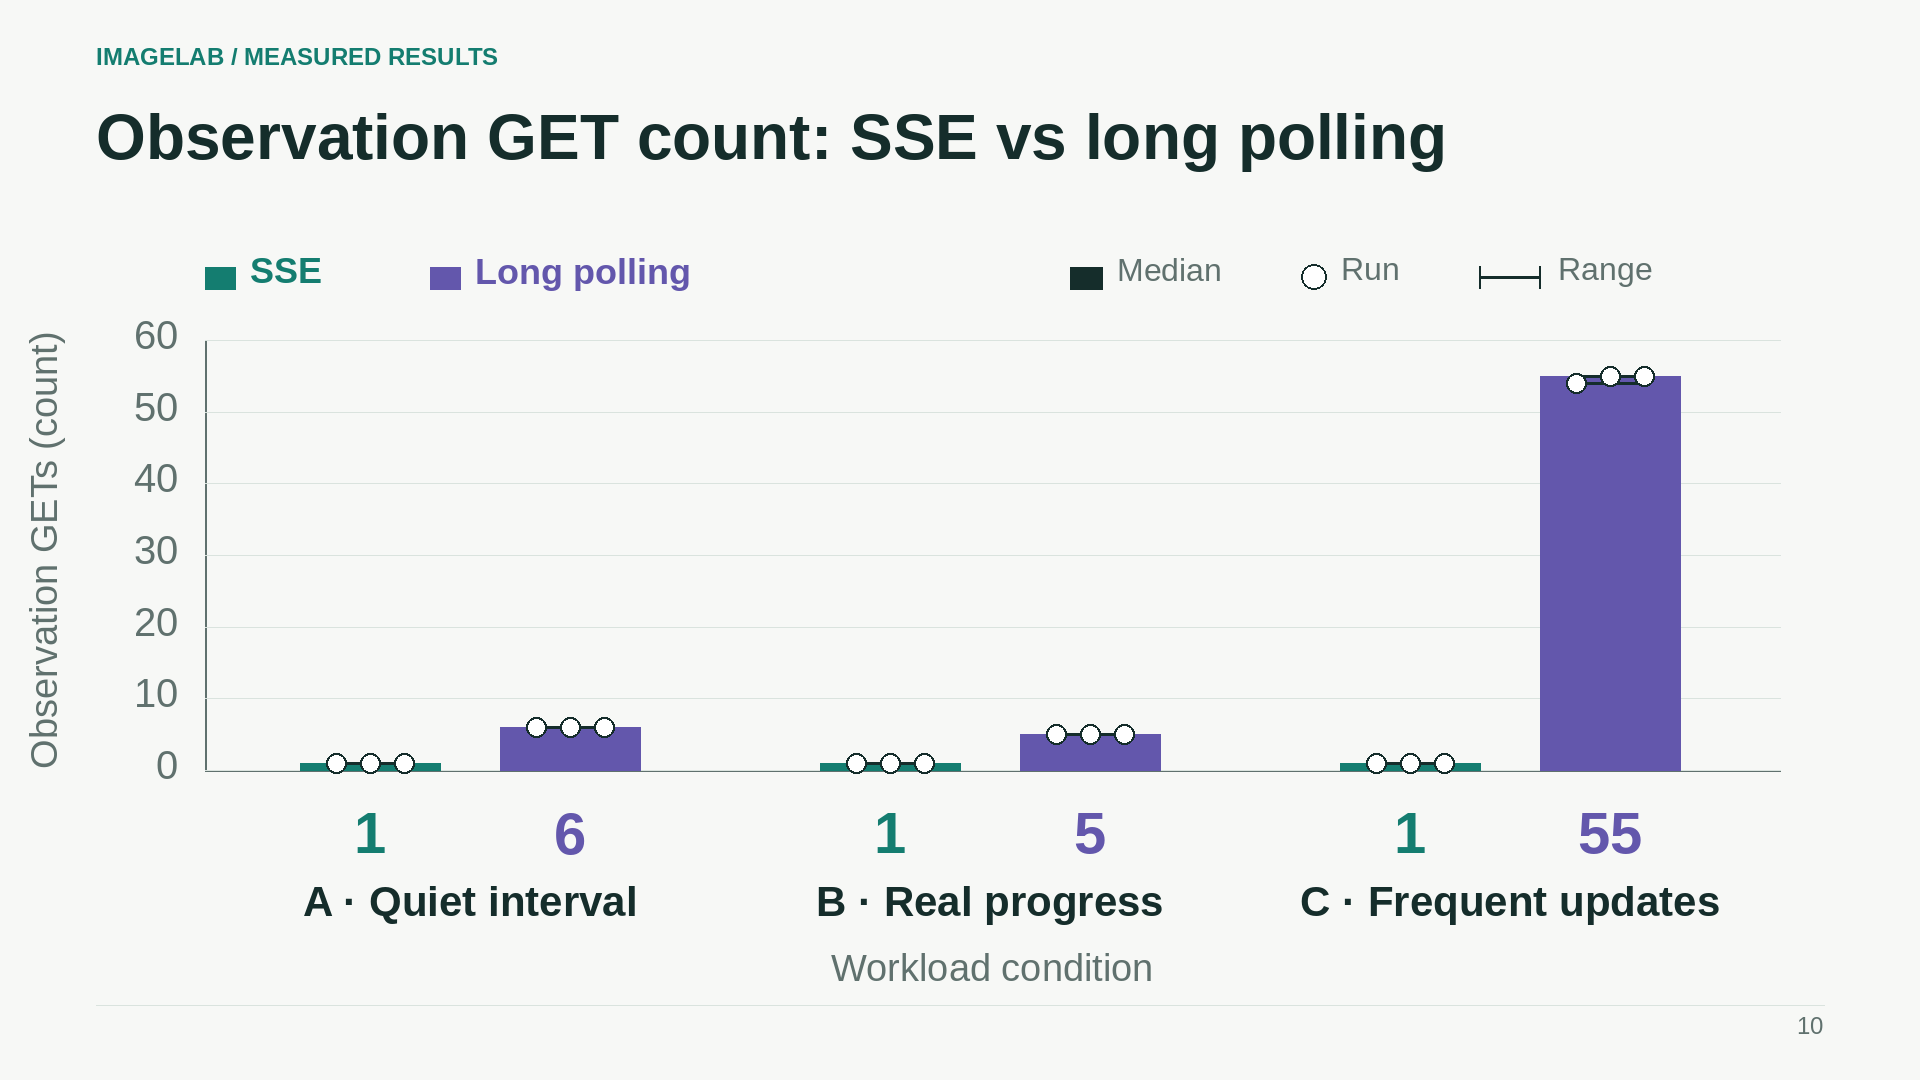 IMAGELAB / MEASURED RESULTS
Observation GET count: SSE vs long polling
SSE
Long polling
Median
Run
Range
Observation GETs (count)
60
50
40
30
20
10
0
1
6
1
5
1
55
A · Quiet interval
B · Real progress
C · Frequent updates
Workload condition
10